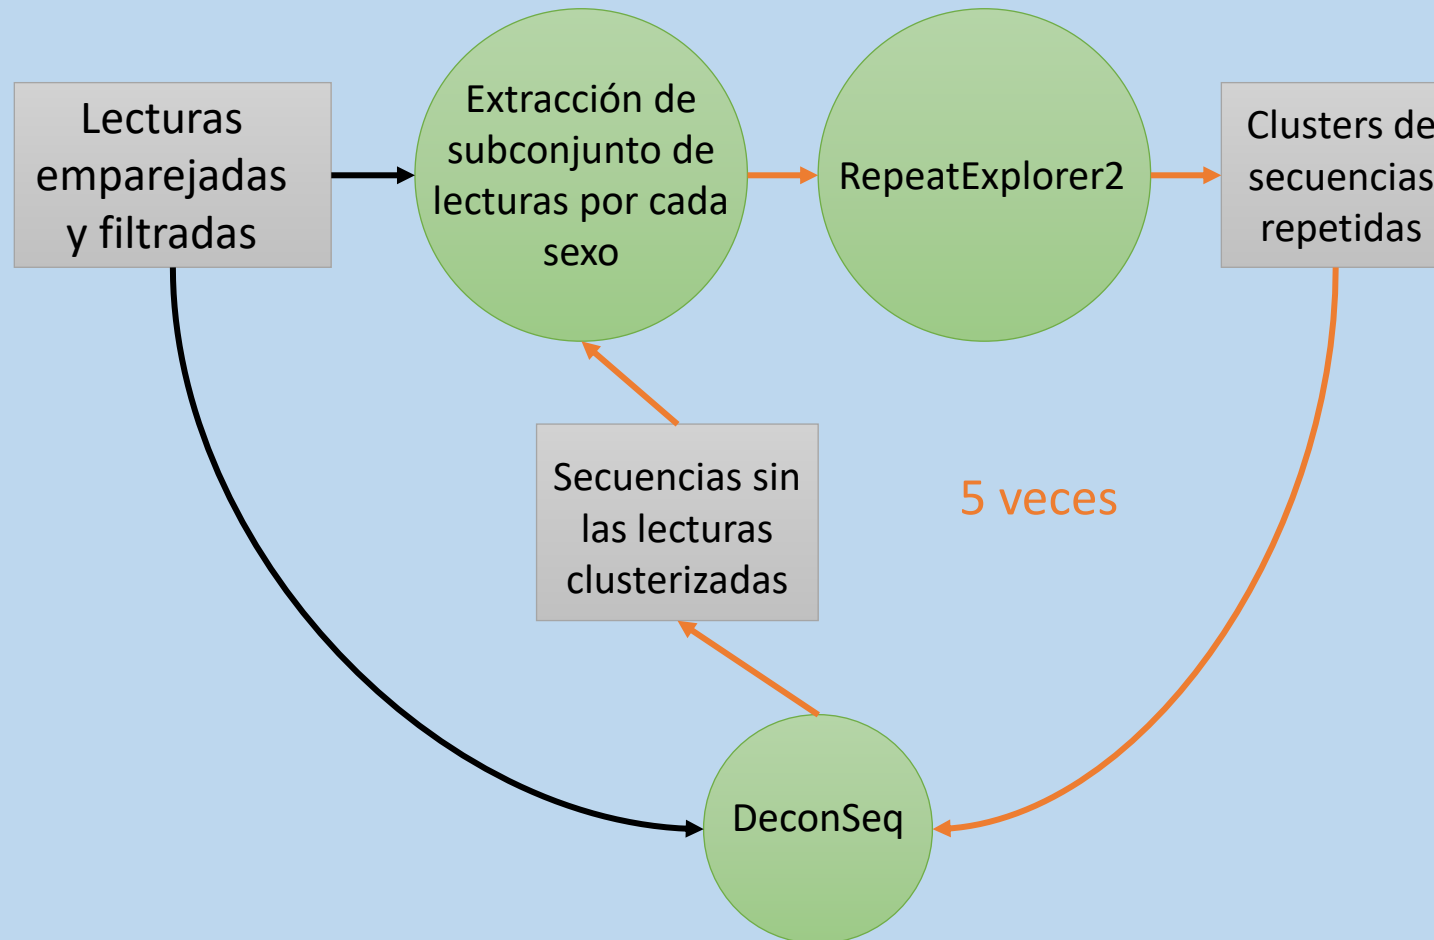 Lecturas
emparejadas
y filtradas
Extracción de
subconjunto de
lecturas por cada
sexo
RepeatExplorer2
Clusters de
secuencias
repetidas
Secuencias sin
las lecturas
clusterizadas
5 veces
DeconSeq